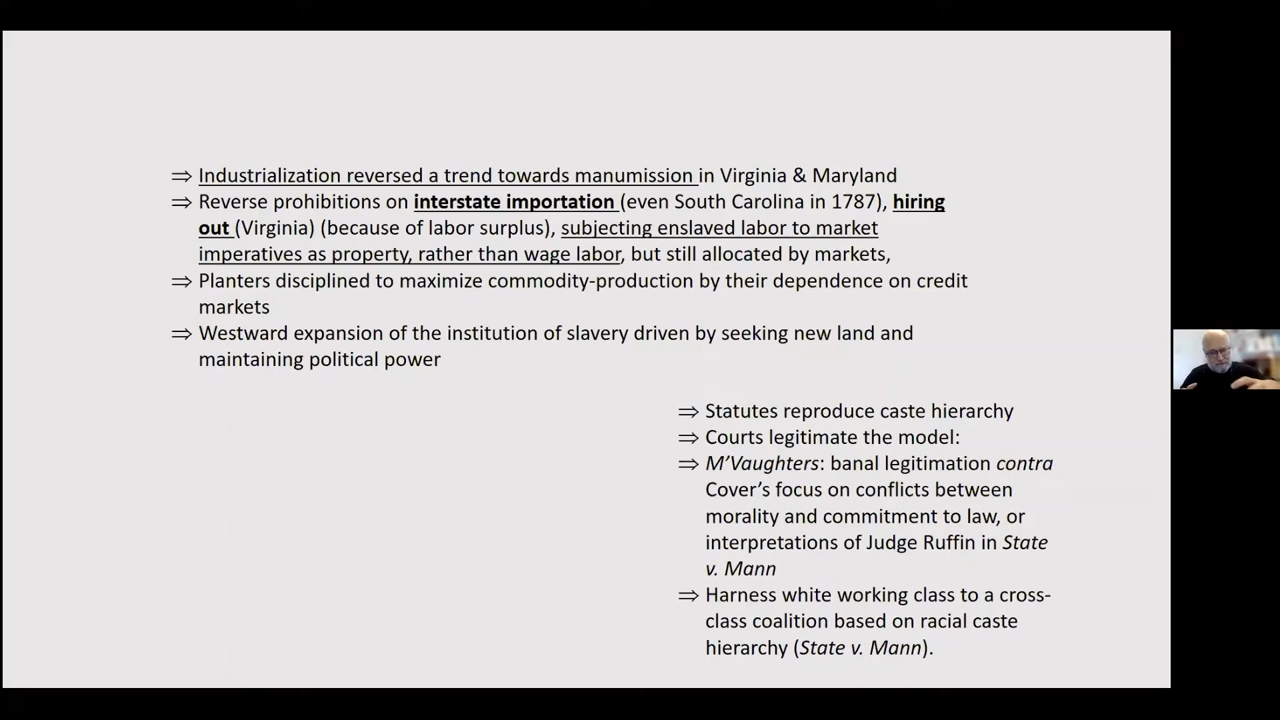 ⇒ Industrialization reversed a trend towards manumission in Virginia & Maryland
⇒ Reverse prohibitions on interstate importation (even South Carolina in 1787), hiring
out (Virginia) (because of labor surplus), subjecting enslaved labor to market
imperatives as property, rather than wage labor, but still allocated by markets,
⇒ Planters disciplined to maximize commodity-production by their dependence on credit
markets
⇒ Westward expansion of the institution of slavery driven by seeking new land and
maintaining political power
⇒ Statutes reproduce caste hierarchy
⇒ Courts legitimate the model:
⇒ M'Vaughters: banal legitimation contra
Cover's focus on conflicts between
morality and commitment to law, or
interpretations of Judge Ruffin in State
v. Mann
⇒ Harness white working class to a cross-
class coalition based on racial caste
hierarchy (State v. Mann).